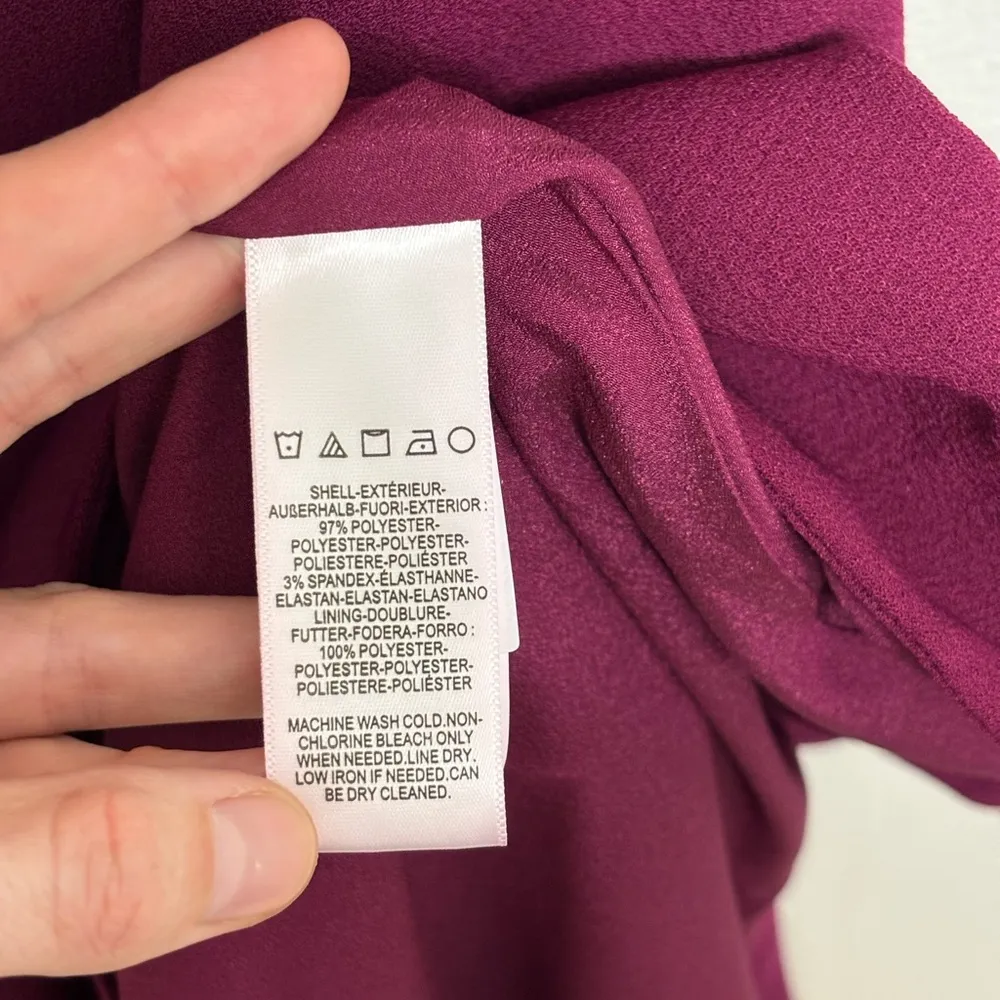 SHELL-EXTÉRIEUR-
AUßERHALB-FUORI-EXTERIOR :
97% POLYESTER-
POLYESTER-POLYESTER-
POLIESTERE-POLIÉSTER
3% SPANDEX-ÉLASTHANNE-
ELASTAN-ELASTAN-ELASTANO
LINING-DOUBLURE-
FUTTER-FODERA-FORRO :
100% POLYESTER-
POLYESTER-POLYESTER-
POLIESTERE-POLIÉSTER
MACHINE WASH COLD.NON-
CHLORINE BLEACH ONLY
WHEN NEEDED.LINE DRY.
LOW IRON IF NEEDED.CAN
BE DRY CLEANED.